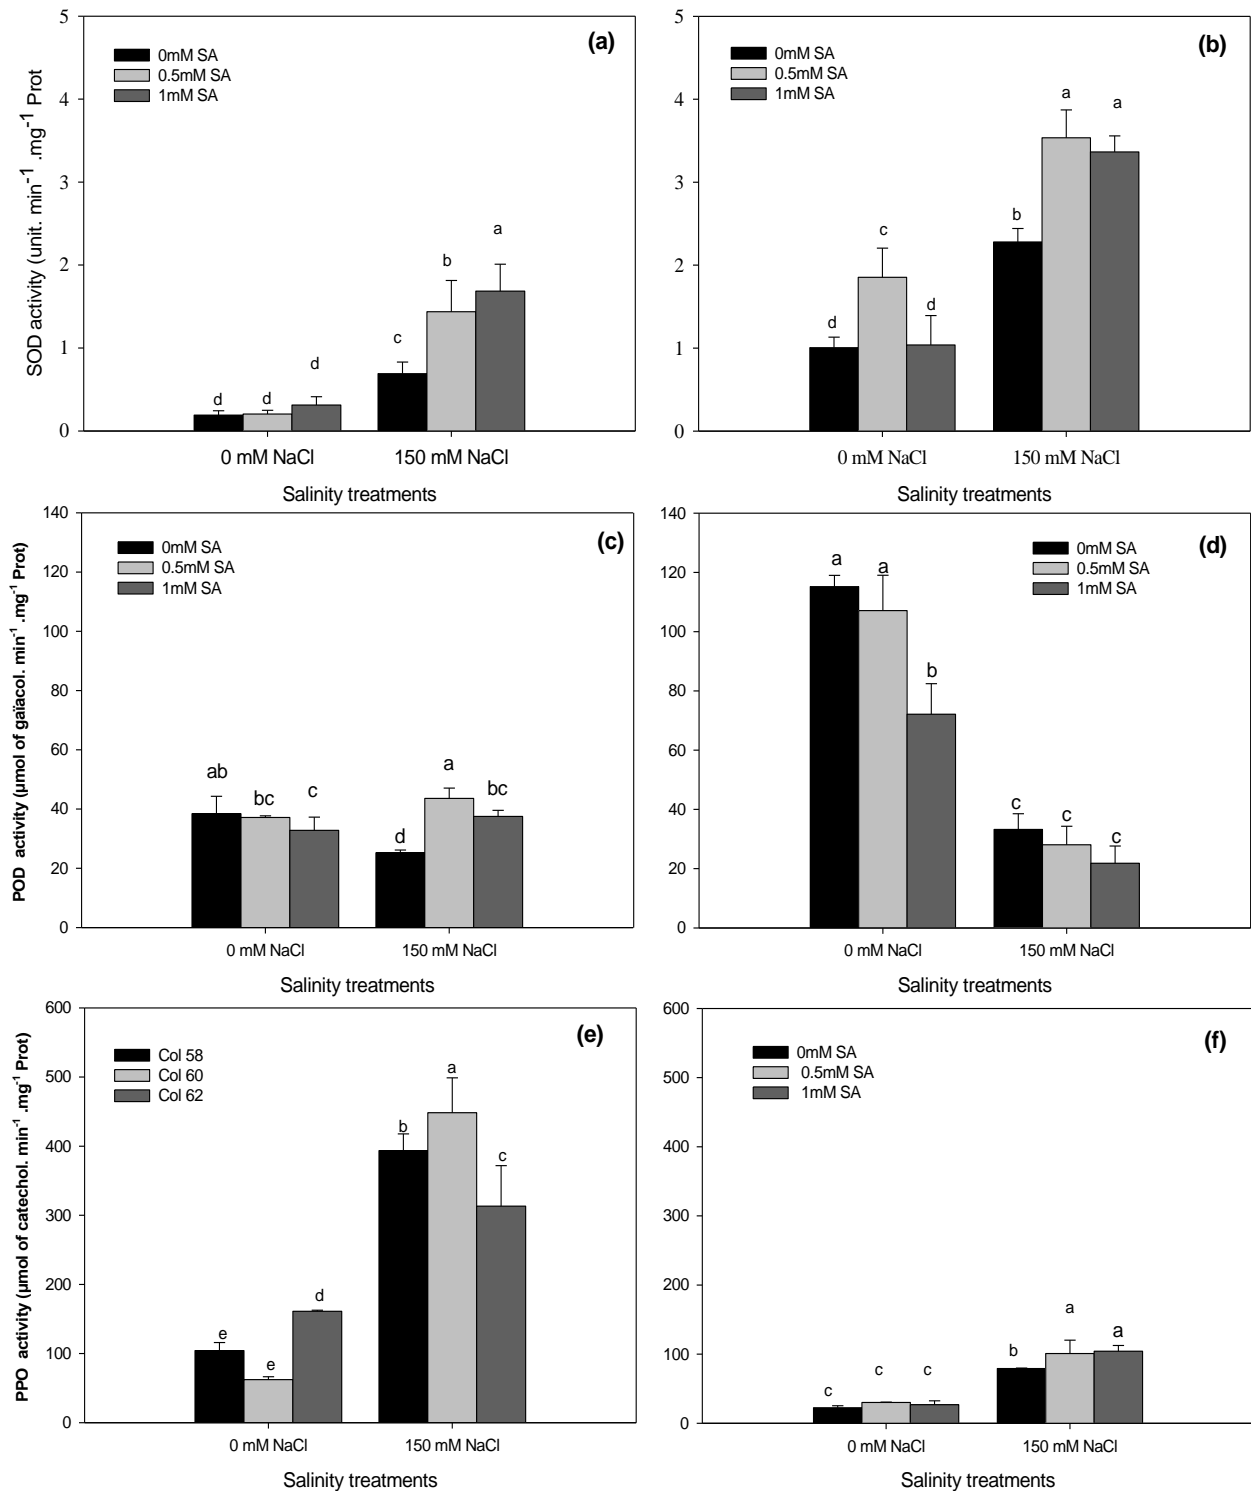 (a)
0mM SA
0.5mM SA
1mM SA
SOD activity (unit. min-1 .mg-1 Prot
5
4
3
2
1
0
d
d
d
c
b
a
0 mM NaCl
150 mM NaCl
Salinity treatments
(b)
0mM SA
0.5mM SA
1mM SA
5
4
3
2
1
0
d
c
d
b
a
a
0 mM NaCl
150 mM NaCl
Salinity treatments
(c)
0mM SA
0.5mM SA
1mM SA
POD activity (µmol of gaïacol. min-1 .mg-1 Prot)
140
120
100
80
60
40
20
0
ab
bc
c
d
a
bc
0 mM NaCl
150 mM NaCl
Salinity treatments
(d)
0mM SA
0.5mM SA
1mM SA
140
120
100
80
60
40
20
0
a
a
b
c
c
c
0 mM NaCl
150 mM NaCl
Salinity treatments
(e)
Col 58
Col 60
Col 62
PPO activity (µmol of catechol. min-1 .mg-1 Prot)
600
500
400
300
200
100
0
e
e
d
b
a
c
0 mM NaCl
150 mM NaCl
Salinity treatments
(f)
0mM SA
0.5mM SA
1mM SA
600
500
400
300
200
100
0
c
c
c
b
a
a
0 mM NaCl
150 mM NaCl
Salinity treatments